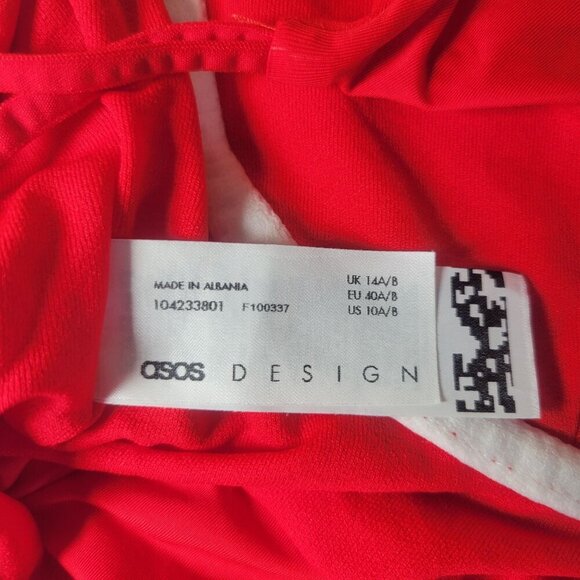 MADE IN ALBANIA
104233801 F100337
UK 14A/B
EU 40A/B
US 10A/B
asos DESIGN